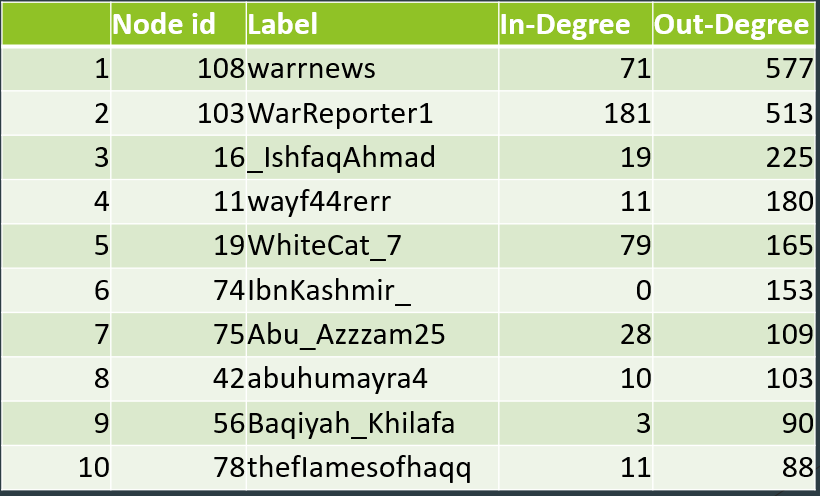 Node id Label In-Degree Out-Degree
1 108 warrnews 71 577
2 103 WarReporter1 181 513
3 16 _IshfaqAhmad 19 225
4 11 wayf44rerr 11 180
5 19 WhiteCat_7 79 165
6 74 IbnKashmir_ 0 153
7 75 Abu_Azzzam25 28 109
8 42 abuhumayra4 10 103
9 56 Baqiyah_Khilafa 3 90
10 78 thefIamesofhaqq 11 88